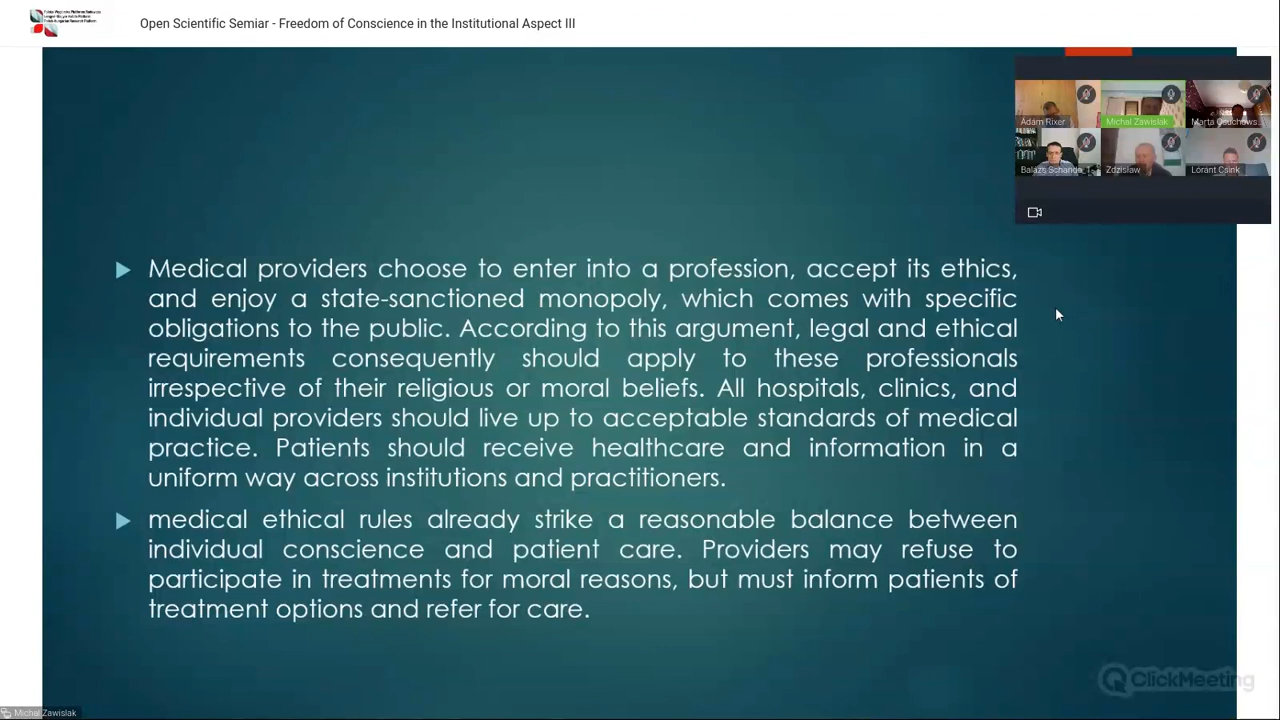 Open Scientific Semiar - Freedom of Conscience in the Institutional Aspect III
Adam Rixer
Michal Zawislak
Zdzisław
Lóránt Csink
Medical providers choose to enter into a profession, accept its ethics,
and enjoy a state-sanctioned monopoly, which comes with specific
obligations to the public. According to this argument, legal and ethical
requirements consequently should apply to these professionals
irrespective of their religious or moral beliefs. All hospitals, clinics, and
individual providers should live up to acceptable standards of medical
practice. Patients should receive healthcare and information in a
uniform way across institutions and practitioners.
medical ethical rules already strike a reasonable balance between
individual conscience and patient care. Providers may refuse to
participate in treatments for moral reasons, but must inform patients of
treatment options and refer for care.
ClickMeeting
Michal Zawislak